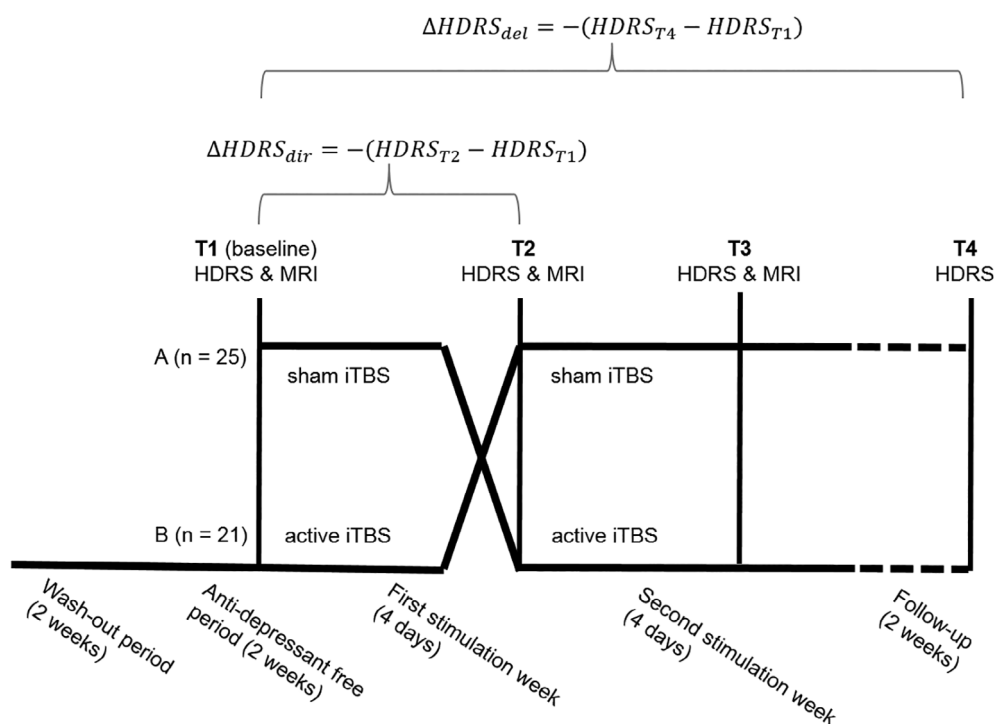 ΔHDRS_del = −(HDRS_T4 − HDRS_T1)
ΔHDRS_dir = −(HDRS_T2 − HDRS_T1)
T1 (baseline)
HDRS & MRI
T2
HDRS & MRI
T3
HDRS & MRI
T4
HDRS
A (n = 25)
sham iTBS
sham iTBS
B (n = 21)
active iTBS
active iTBS
Wash-out period
(2 weeks)
Anti-depressant free
period (2 weeks)
First stimulation week
(4 days)
Second stimulation week
(4 days)
Follow-up
(2 weeks)